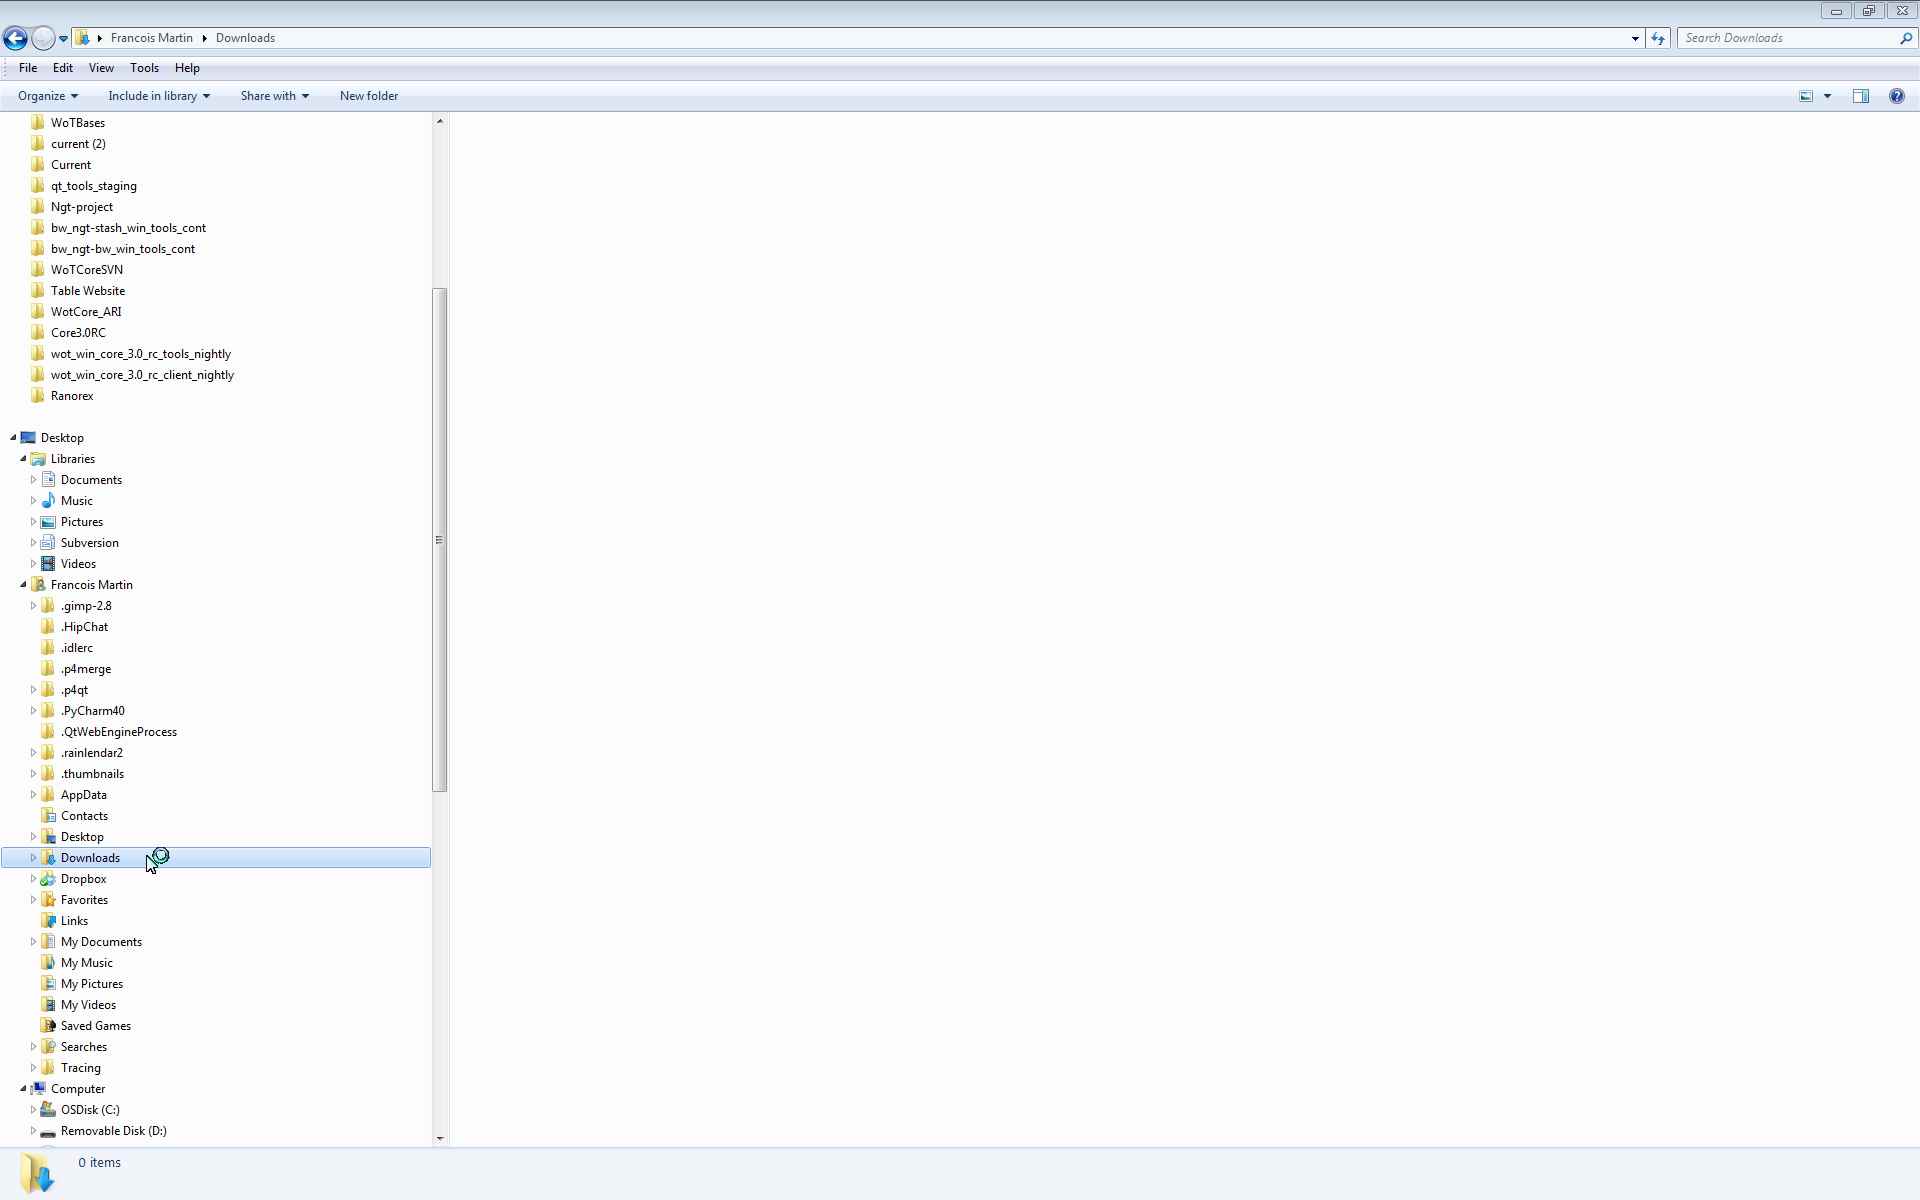 Francois Martin Downloads
Search Downloads
File Edit View Tools Help
Organize Include in library Share with New folder
WoTBases
current (2)
Current
qt_tools_staging
Ngt-project
bw_ngt-stash_win_tools_cont
bw_ngt-bw_win_tools_cont
WoTCoreSVN
Table Website
WotCore_ARI
Core3.0RC
wot_win_core_3.0_rc_tools_nightly
wot_win_core_3.0_rc_client_nightly
Ranorex
Desktop
Libraries
Documents
Music
Pictures
Subversion
Videos
Francois Martin
.gimp-2.8
.HipChat
.idlerc
.p4merge
.p4qt
.PyCharm40
.QtWebEngineProcess
.rainlendar2
.thumbnails
AppData
Contacts
Desktop
Downloads
Dropbox
Favorites
Links
My Documents
My Music
My Pictures
My Videos
Saved Games
Searches
Tracing
Computer
OSDisk (C:)
Removable Disk (D:)
0 items